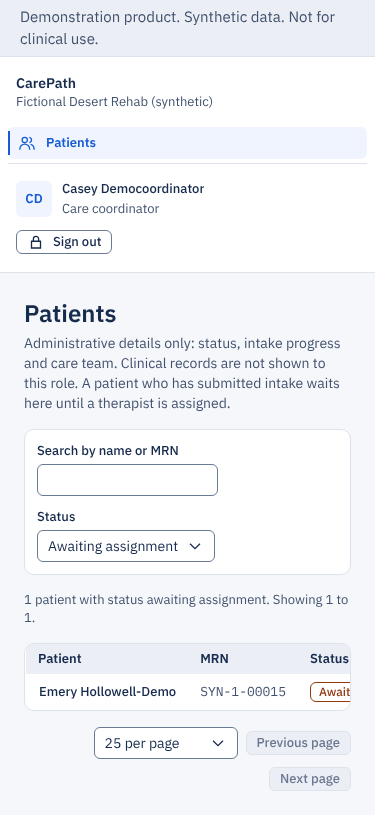 Demonstration product. Synthetic data. Not for
clinical use.
CarePath
Fictional Desert Rehab (synthetic)
Patients
CD
Casey Democoordinator
Care coordinator
Sign out
Patients
Administrative details only: status, intake progress
and care team. Clinical records are not shown to
this role. A patient who has submitted intake waits
here until a therapist is assigned.
Search by name or MRN
Status
Awaiting assignment
1 patient with status awaiting assignment. Showing 1 to
1.
Patient MRN Status
Emery Hollowell-Demo SYN-1-00015 Await
25 per page Previous page
Next page